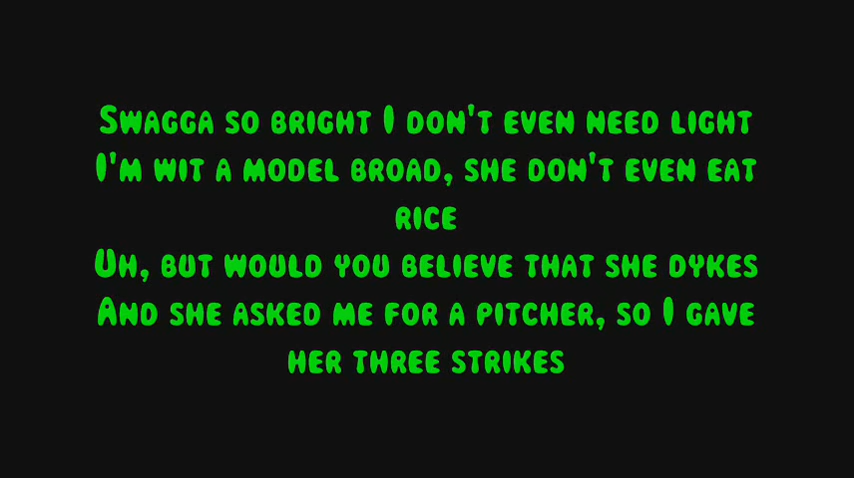 Swagga so bright I don't even need light
I'm wit a model broad, she don't even eat
rice
Uh, but would you believe that she dykes
And she asked me for a pitcher, so I gave
her three strikes